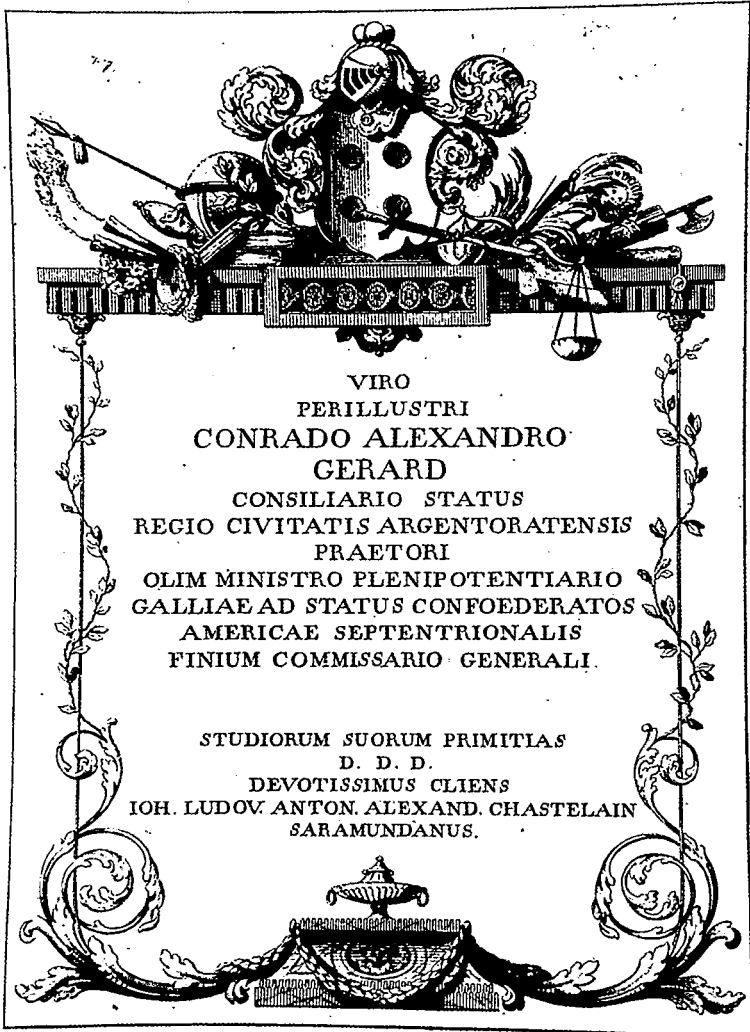 VIRO
PERILLUSTRI
CONRADO ALEXANDRO
GERARD
CONSILIARIO STATUS
REGIO CIVITATIS ARGENTORATENSIS
PRAETORI
OLIM MINISTRO PLENIPOTENTIARIO
GALLIAE AD STATUS CONFOEDERATOS
AMERICAE SEPTENTRIONALIS
FINIUM COMMISSARIO GENERALI.
STUDIORUM SUORUM PRIMITIAS
D. D. D.
DEVOTISSIMUS CLIENS
IOH. LUDOV. ANTON. ALEXAND. CHASTELAIN
SARAMUNDANUS.